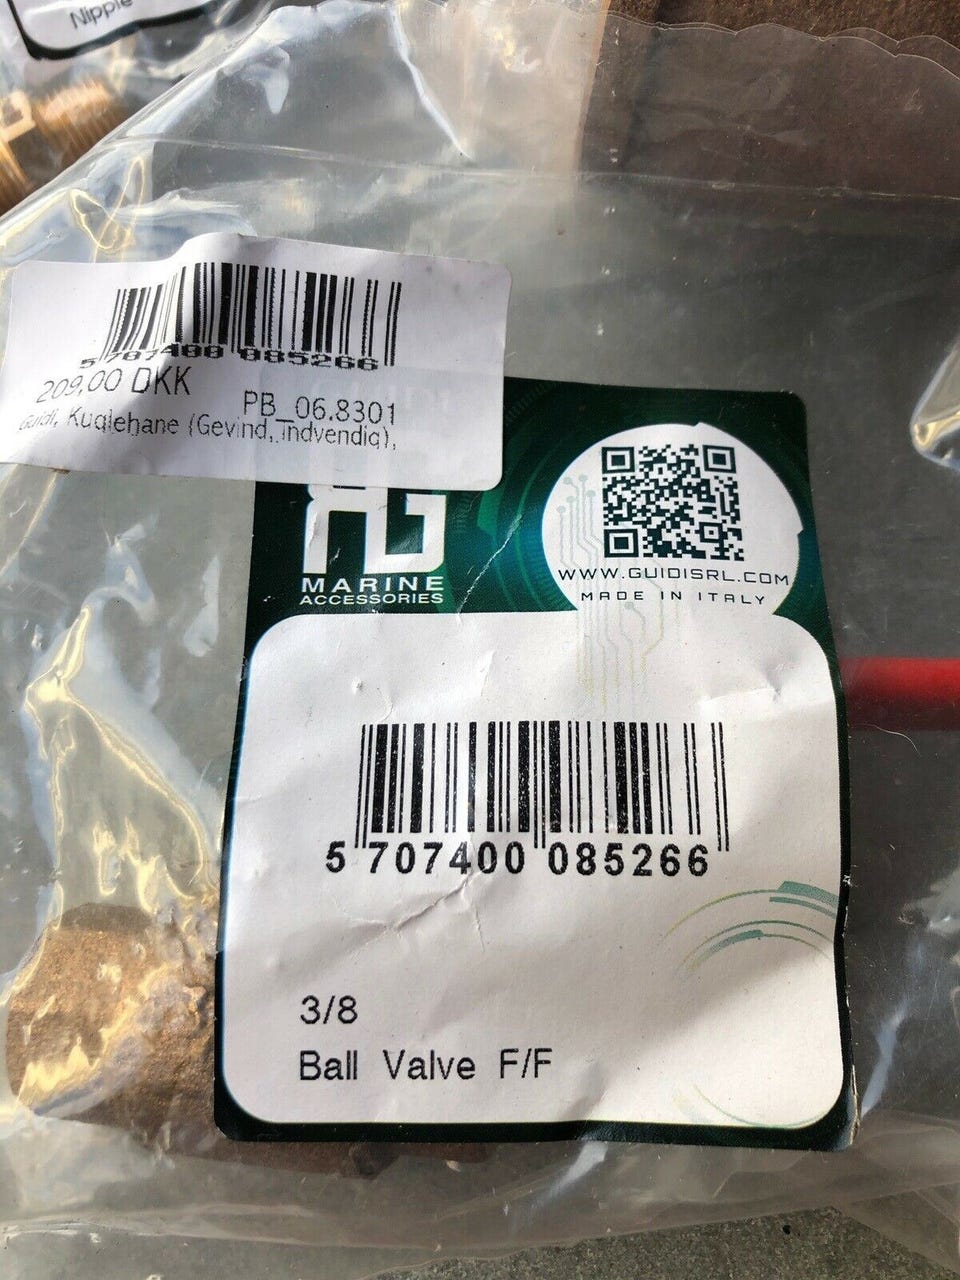 Nipple
5 707400 085266
209,00 DKK
PB_06.8301
Guidi, Kuglehane (Gevind, indvendig),
MARINE
ACCESSORIES
WWW.GUIDISRL.COM
MADE IN ITALY
5 707400 085266
3/8
Ball Valve F/F